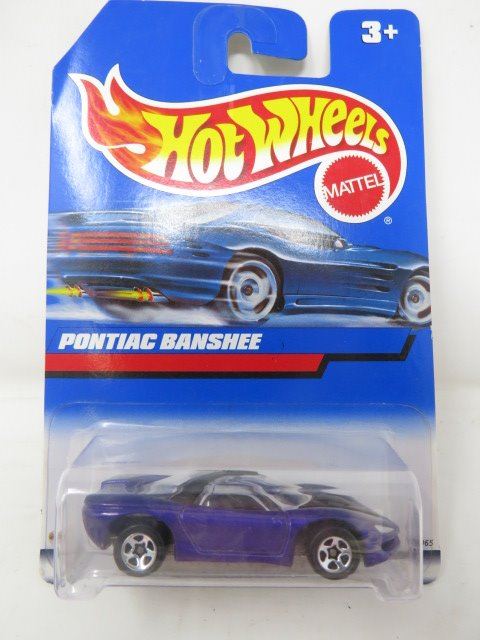 3+
HOT WHEELS
MATTEL
®
PONTIAC BANSHEE